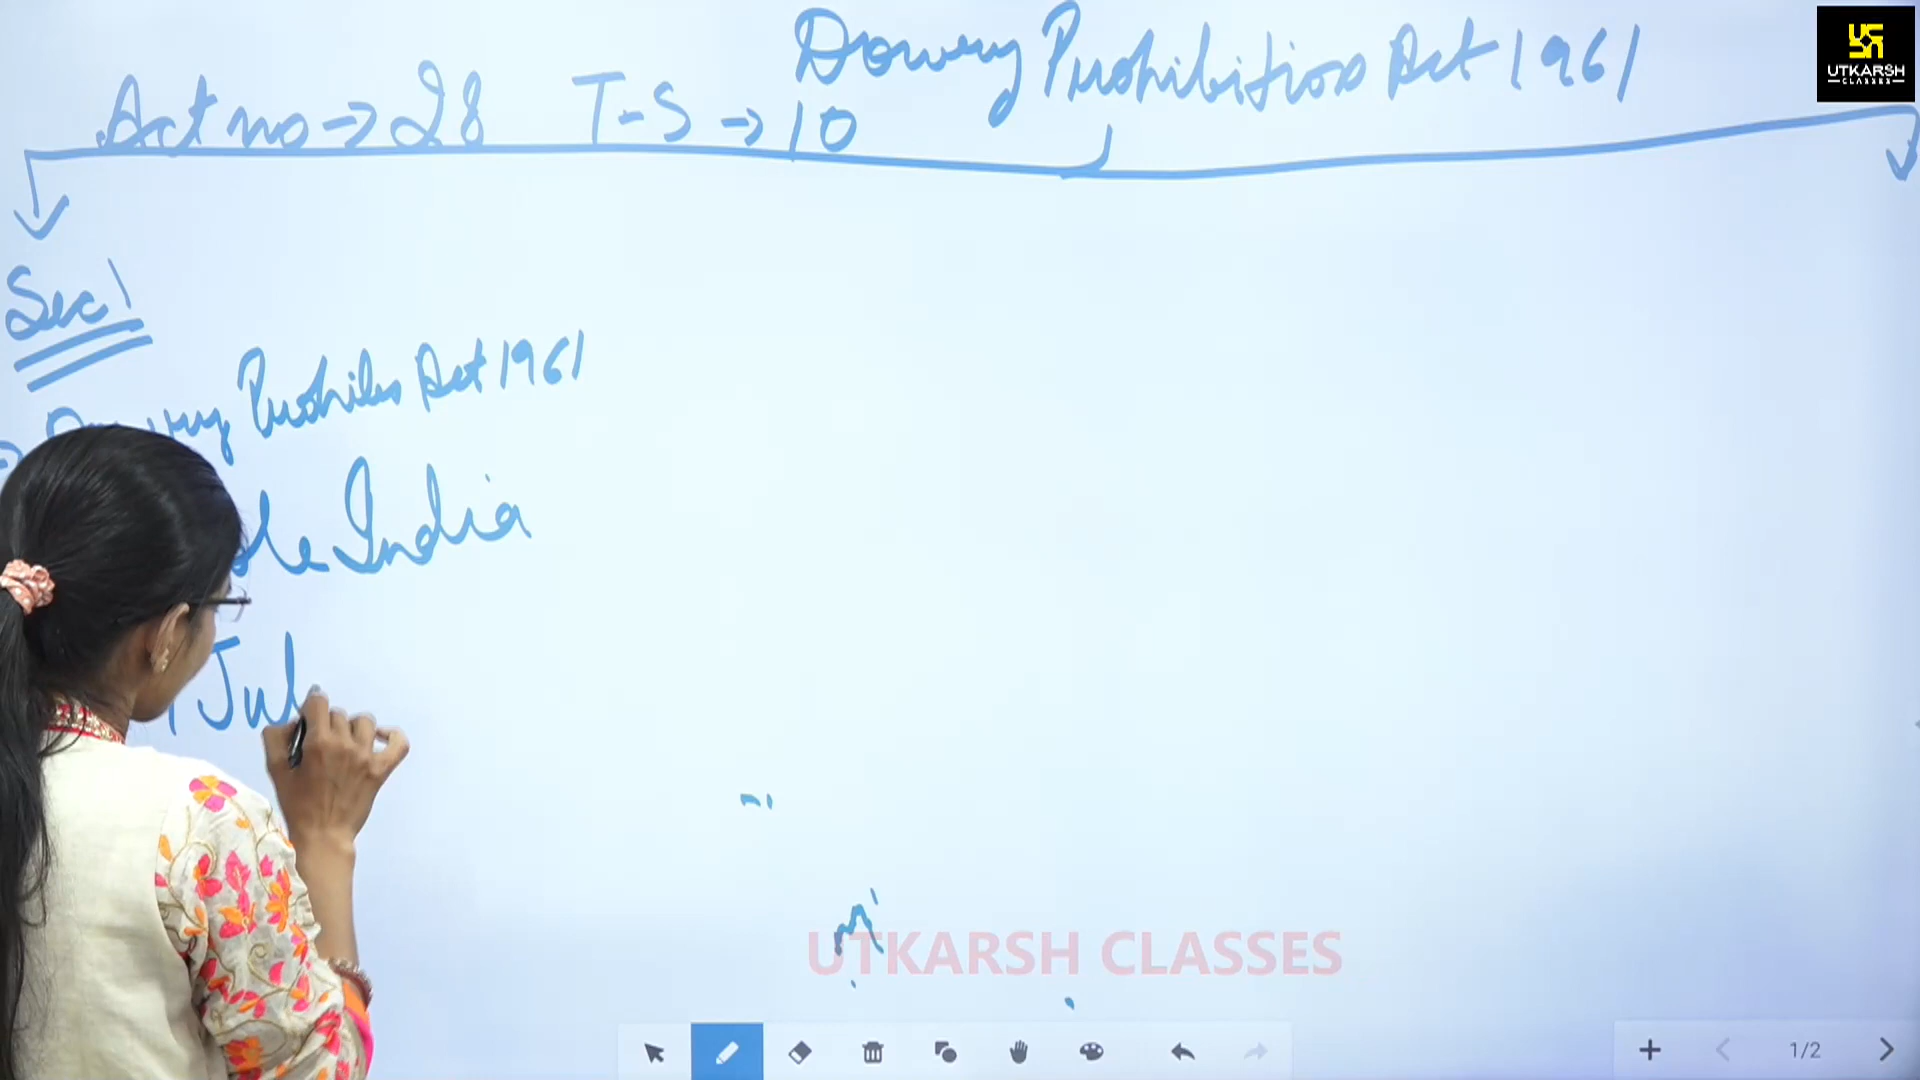 Dowry Prohibition Act 1961
Act no → 28 T-S → 10
UTKARSH
CLASSES
Sec 1
Prohibi Act 1961
India
1 Jul
UTKARSH CLASSES
1/2